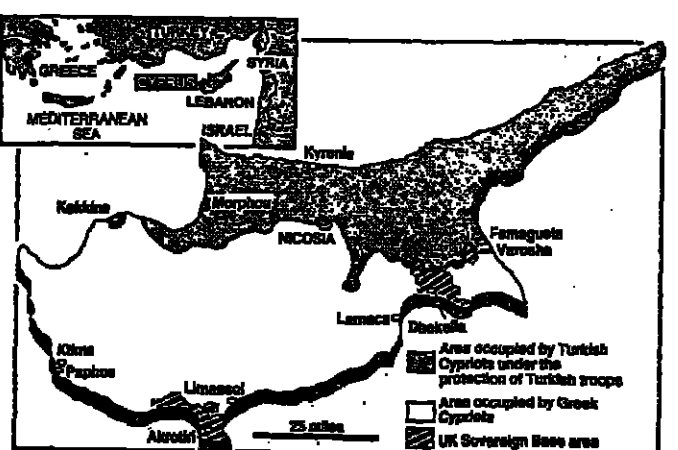 TURKEY
GREECE
CYPRUS
SYRIA
LEBANON
MEDITERRANEAN
SEA
ISRAEL
Kyrenia
Kokkina
Morphou
NICOSIA
Famagusta
Varosha
Larnaca
Dhekelia
Ktima
Paphos
Limassol
Akrotiri
25 miles
Area occupied by Turkish
Cypriots under the
protection of Turkish troops
Area occupied by Greek
Cypriots
UK Sovereign Base area